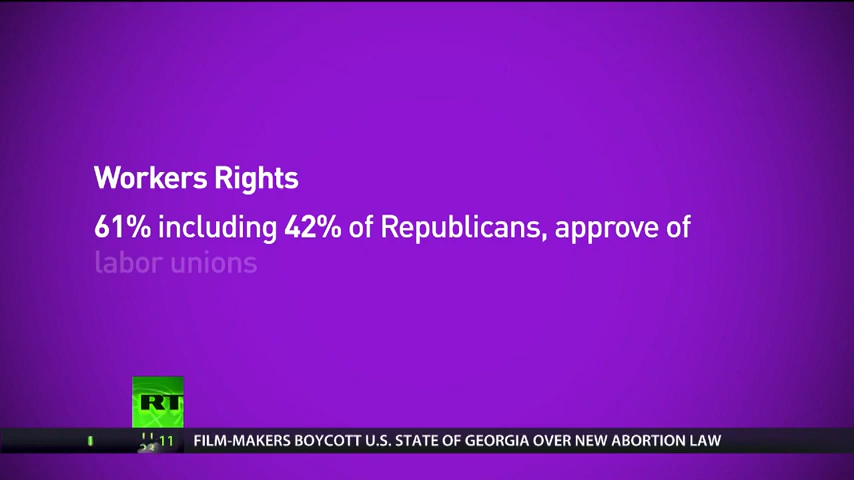 Workers Rights
61% including 42% of Republicans, approve of
labor unions
RT
11
FILM-MAKERS BOYCOTT U.S. STATE OF GEORGIA OVER NEW ABORTION LAW